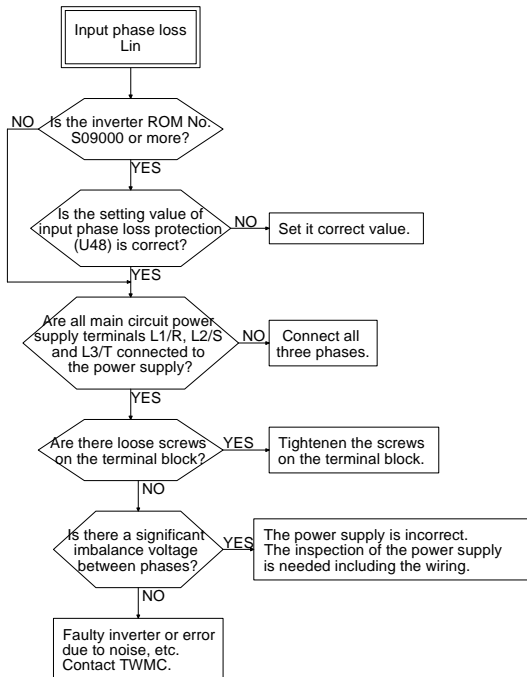 Input phase loss
Lin
Is the inverter ROM No.
S09000 or more?
NO
YES
Is the setting value of
input phase loss protection
(U48) is correct?
NO
Set it correct value.
YES
Are all main circuit power
supply terminals L1/R, L2/S
and L3/T connected to
the power supply?
NO
Connect all
three phases.
YES
Are there loose screws
on the terminal block?
YES
Tightenen the screws
on the terminal block.
NO
Is there a significant
imbalance voltage
between phases?
YES
The power supply is incorrect.
The inspection of the power supply
is needed including the wiring.
NO
Faulty inverter or error
due to noise, etc.
Contact TWMC.